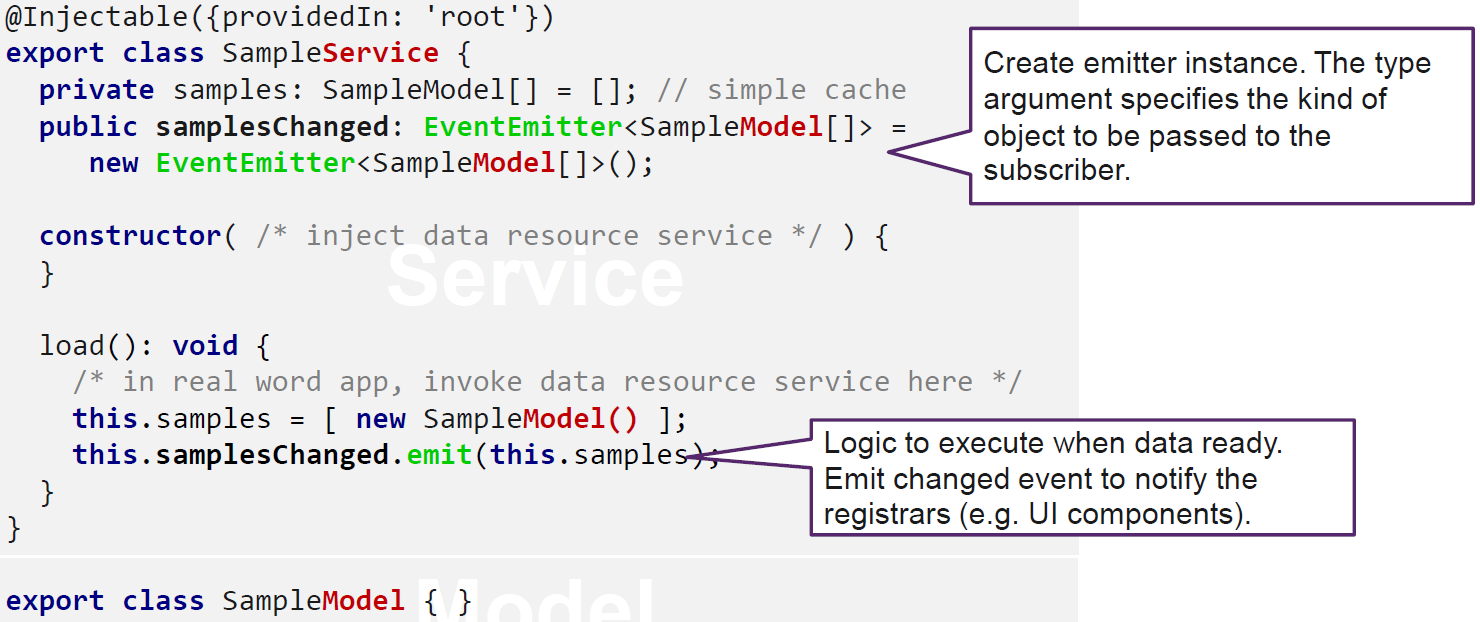 @Injectable({providedIn: 'root'})
export class SampleService {
private samples: SampleModel[] = []; // simple cache
public samplesChanged: EventEmitter<SampleModel[]> =
new EventEmitter<SampleModel[]>();
Create emitter instance. The type
argument specifies the kind of
object to be passed to the
subscriber.
constructor( /* inject data resource service */ ) {
}
Service
load(): void {
/* in real word app, invoke data resource service here */
this.samples = [ new SampleModel() ];
this.samplesChanged.emit(this.samples);
}
}
Logic to execute when data ready.
Emit changed event to notify the
registrars (e.g. UI components).
export class SampleModel { }
Model